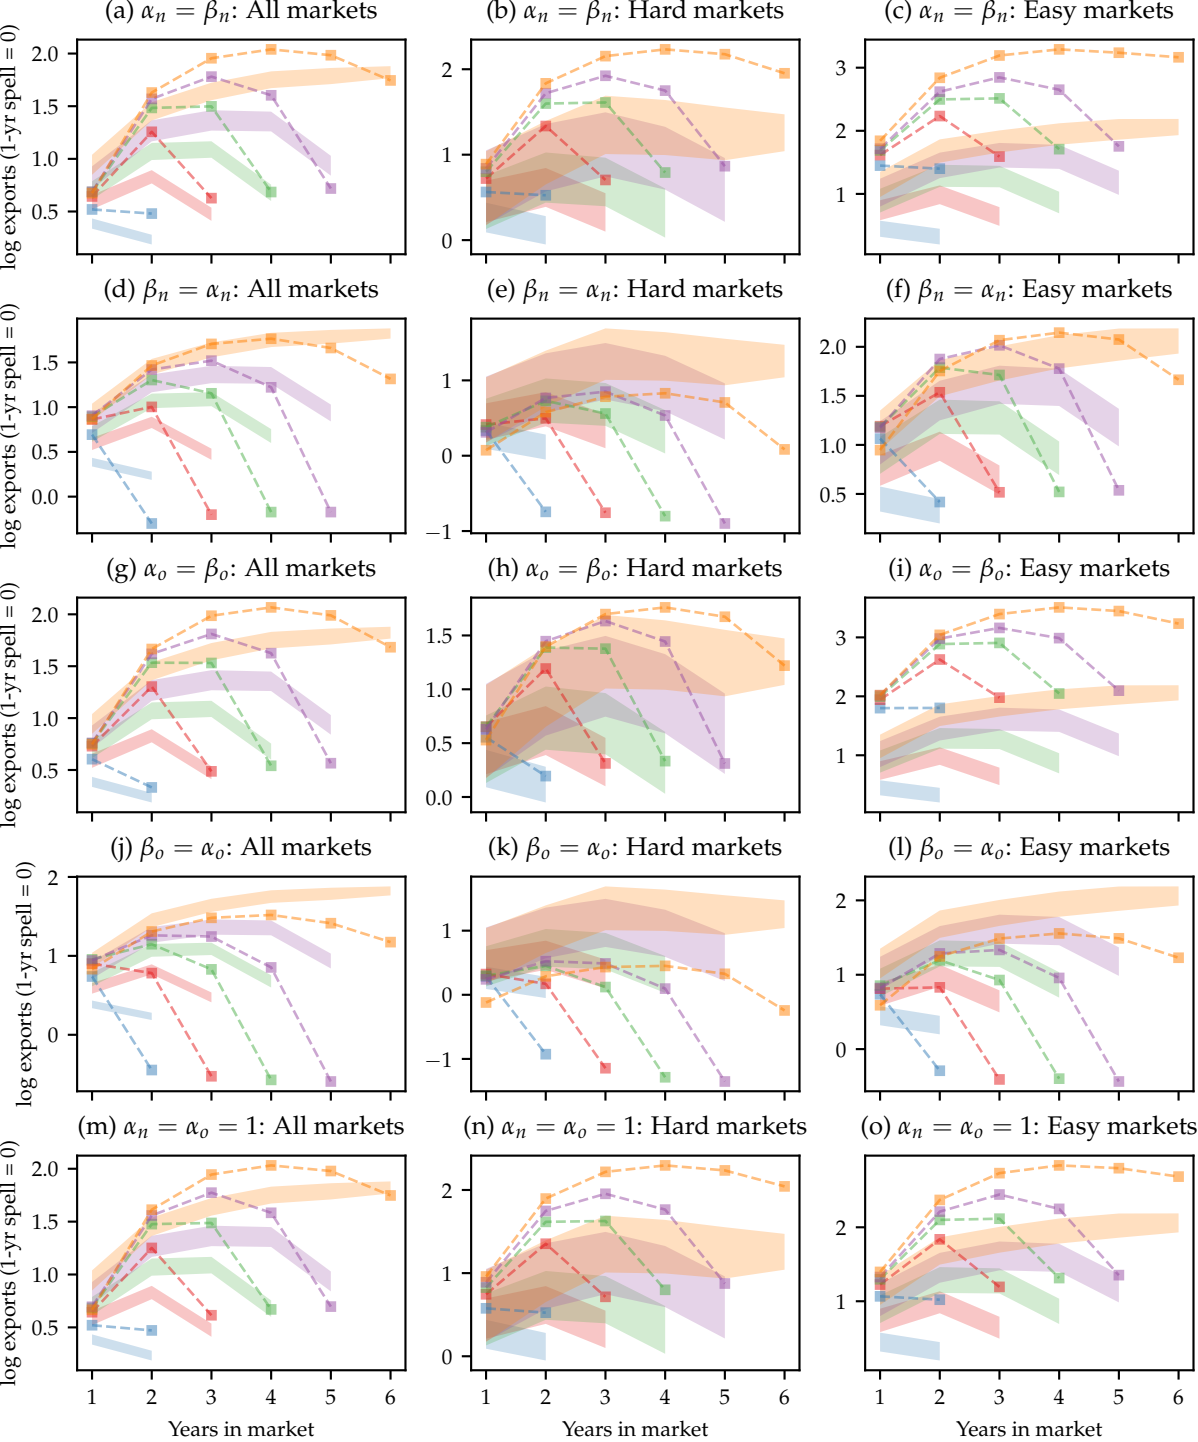 (a) αn = βn: All markets
(b) αn = βn: Hard markets
(c) αn = βn: Easy markets
log exports (1-yr spell = 0)
2.0
1.5
1.0
0.5
2
1
0
3
2
1
(d) βn = αn: All markets
(e) βn = αn: Hard markets
(f) βn = αn: Easy markets
log exports (1-yr spell = 0)
1.5
1.0
0.5
0.0
1
0
−1
2.0
1.5
1.0
0.5
(g) αo = βo: All markets
(h) αo = βo: Hard markets
(i) αo = βo: Easy markets
log exports (1-yr spell = 0)
2.0
1.5
1.0
0.5
1.5
1.0
0.5
0.0
3
2
1
(j) βo = αo: All markets
(k) βo = αo: Hard markets
(l) βo = αo: Easy markets
log exports (1-yr spell = 0)
2
1
0
1
0
−1
2
1
0
(m) αn = αo = 1: All markets
(n) αn = αo = 1: Hard markets
(o) αn = αo = 1: Easy markets
log exports (1-yr spell = 0)
2.0
1.5
1.0
0.5
2
1
0
2
1
1 2 3 4 5 6
1 2 3 4 5 6
1 2 3 4 5 6
Years in market
Years in market
Years in market